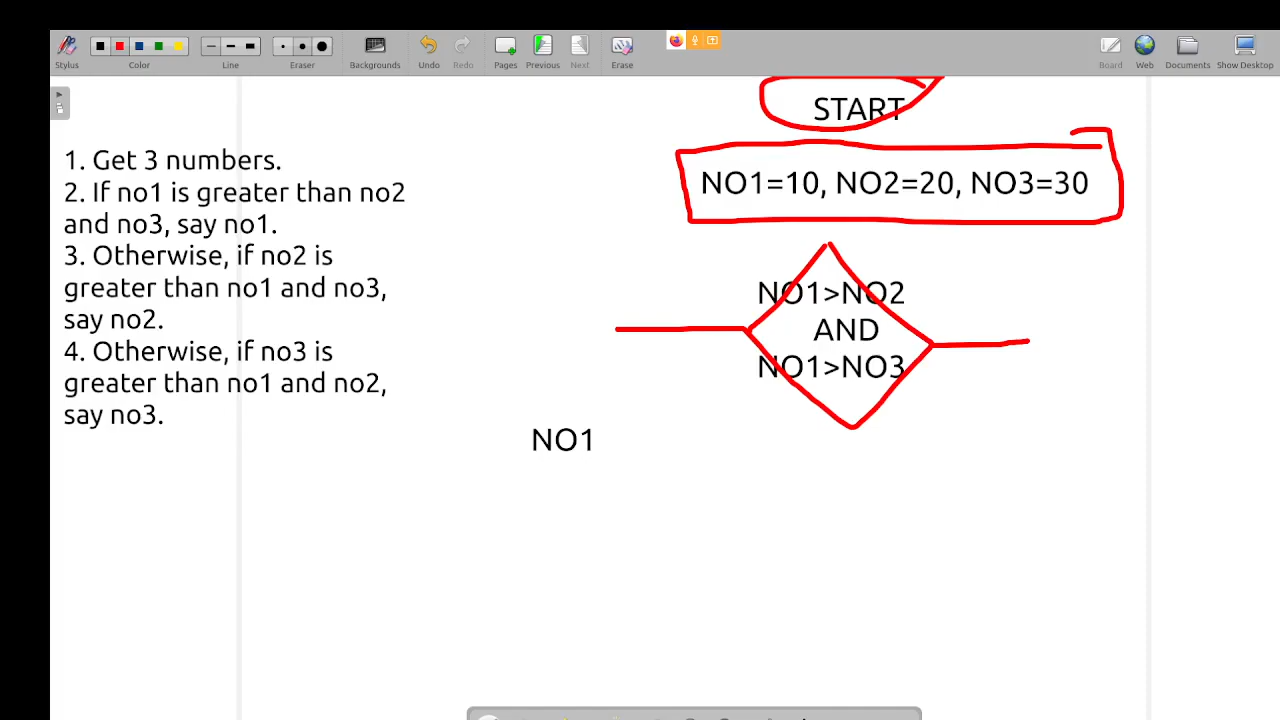 Stylus
Color
Line
Eraser
Backgrounds
Undo
Redo
Pages
Previous
Next
Erase
Board
Web
Documents
Show Desktop
START
NO1=10, NO2=20, NO3=30
1. Get 3 numbers.
2. If no1 is greater than no2
and no3, say no1.
3. Otherwise, if no2 is
greater than no1 and no3,
say no2.
4. Otherwise, if no3 is
greater than no1 and no2,
say no3.
NO1>NO2
AND
NO1>NO3
NO1